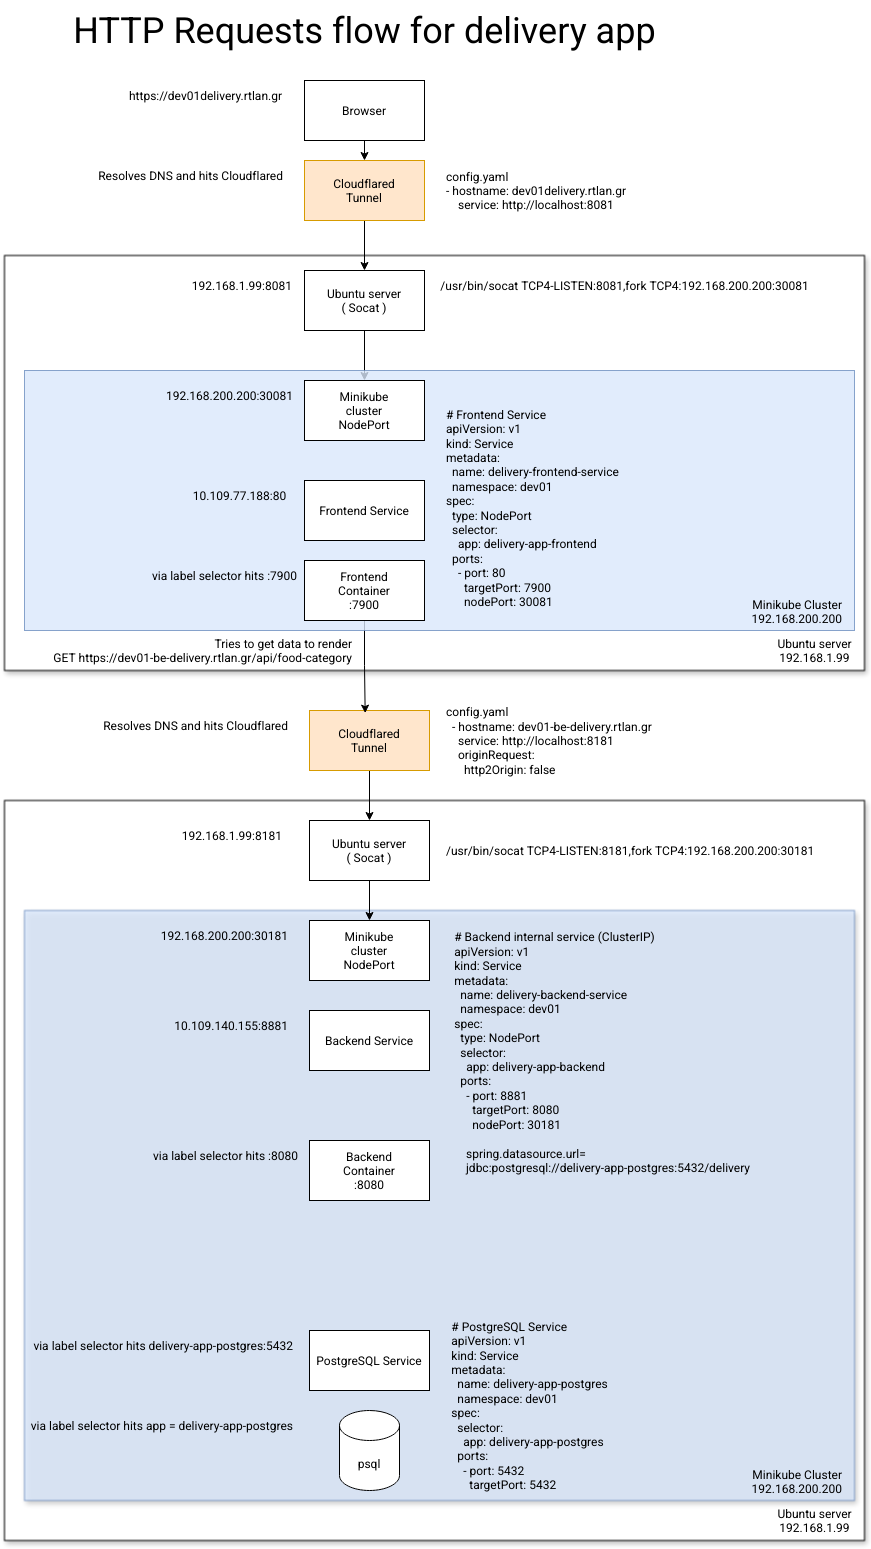 HTTP Requests flow for delivery app
https://dev01delivery.rtlan.gr
Browser
Resolves DNS and hits Cloudflared
Cloudflared
Tunnel
config.yaml
- hostname: dev01delivery.rtlan.gr
service: http://localhost:8081
192.168.1.99:8081
Ubuntu server
( Socat )
/usr/bin/socat TCP4-LISTEN:8081,fork TCP4:192.168.200.200:30081
192.168.200.200:30081
Minikube
cluster
NodePort
10.109.77.188:80
Frontend Service
via label selector hits :7900
Frontend
Container
:7900
# Frontend Service
apiVersion: v1
kind: Service
metadata:
name: delivery-frontend-service
namespace: dev01
spec:
type: NodePort
selector:
app: delivery-app-frontend
ports:
- port: 80
targetPort: 7900
nodePort: 30081
Minikube Cluster
192.168.200.200
Ubuntu server
192.168.1.99
Tries to get data to render
GET https://dev01-be-delivery.rtlan.gr/api/food-category
Resolves DNS and hits Cloudflared
Cloudflared
Tunnel
config.yaml
- hostname: dev01-be-delivery.rtlan.gr
service: http://localhost:8181
originRequest:
http2Origin: false
192.168.1.99:8181
Ubuntu server
( Socat )
/usr/bin/socat TCP4-LISTEN:8181,fork TCP4:192.168.200.200:30181
192.168.200.200:30181
Minikube
cluster
NodePort
10.109.140.155:8881
Backend Service
via label selector hits :8080
Backend
Container
:8080
# Backend internal service (ClusterIP)
apiVersion: v1
kind: Service
metadata:
name: delivery-backend-service
namespace: dev01
spec:
type: NodePort
selector:
app: delivery-app-backend
ports:
- port: 8881
targetPort: 8080
nodePort: 30181
spring.datasource.url=
jdbc:postgresql://delivery-app-postgres:5432/delivery
via label selector hits delivery-app-postgres:5432
PostgreSQL Service
via label selector hits app = delivery-app-postgres
psql
# PostgreSQL Service
apiVersion: v1
kind: Service
metadata:
name: delivery-app-postgres
namespace: dev01
spec:
selector:
app: delivery-app-postgres
ports:
- port: 5432
targetPort: 5432
Minikube Cluster
192.168.200.200
Ubuntu server
192.168.1.99